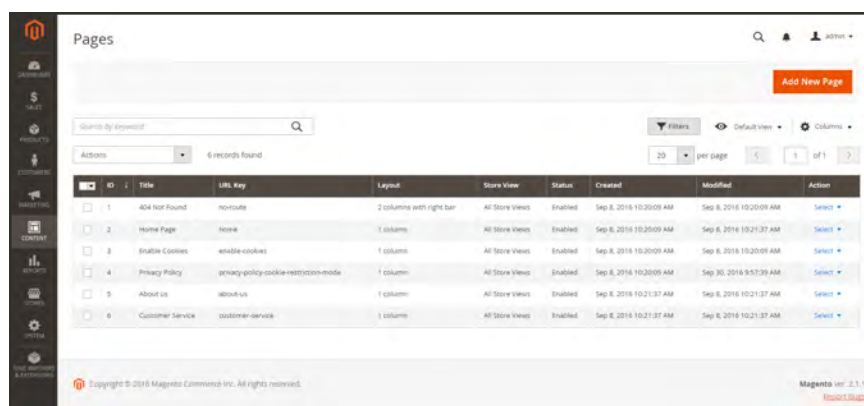 Pages
admin
DASHBOARD
SALES
PRODUCTS
CUSTOMERS
MARKETING
CONTENT
REPORTS
STORES
SYSTEM
FIND PARTNERS
& EXTENSIONS
Add New Page
Search by keyword
Filters Default View Columns
Actions 6 records found 20 per page 1 of 1
ID Title URL Key Layout Store View Status Created Modified Action
1 404 Not Found no-route 2 columns with right bar All Store Views Enabled Sep 8, 2016 10:20:09 AM Sep 8, 2016 10:20:09 AM Select
2 Home Page home 1 column All Store Views Enabled Sep 8, 2016 10:20:09 AM Sep 8, 2016 10:21:37 AM Select
3 Enable Cookies enable-cookies 1 column All Store Views Enabled Sep 8, 2016 10:20:09 AM Sep 8, 2016 10:20:09 AM Select
4 Privacy Policy privacy-policy-cookie-restriction-mode 1 column All Store Views Enabled Sep 8, 2016 10:20:09 AM Sep 30, 2016 9:57:39 AM Select
5 About us about-us 1 column All Store Views Enabled Sep 8, 2016 10:21:37 AM Sep 8, 2016 10:21:37 AM Select
6 Customer Service customer-service 1 column All Store Views Enabled Sep 8, 2016 10:21:37 AM Sep 8, 2016 10:21:37 AM Select
Copyright © 2016 Magento Commerce Inc. All rights reserved.
Magento ver. 2.1.1
Report Bugs